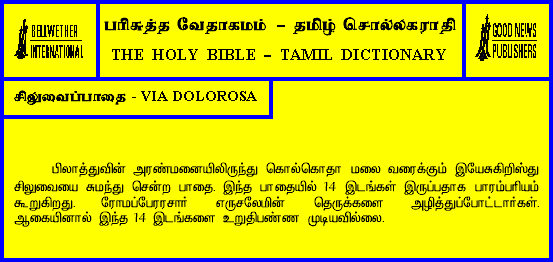 BELLWETHER
INTERNATIONAL
பரிசுத்த வேதாகமம் – தமிழ் சொல்லகராதி
THE HOLY BIBLE – TAMIL DICTIONARY
GOOD NEWS
PUBLISHERS
சிலுவைப்பாதை - VIA DOLOROSA
பிலாத்துவின் அரண்மனையிலிருந்து கொல்கொதா மலை வரைக்கும் இயேசுகிறிஸ்து
சிலுவையை சுமந்து சென்ற பாதை. இந்த பாதையில் 14 இடங்கள் இருப்பதாக பாரம்பரியம்
கூறுகிறது. ரோமப்பேரரசார் எருசலேமின் தெருக்களை அழித்துப்போட்டார்கள்.
ஆகையினால் இந்த 14 இடங்களை உறுதிபண்ண முடியவில்லை.